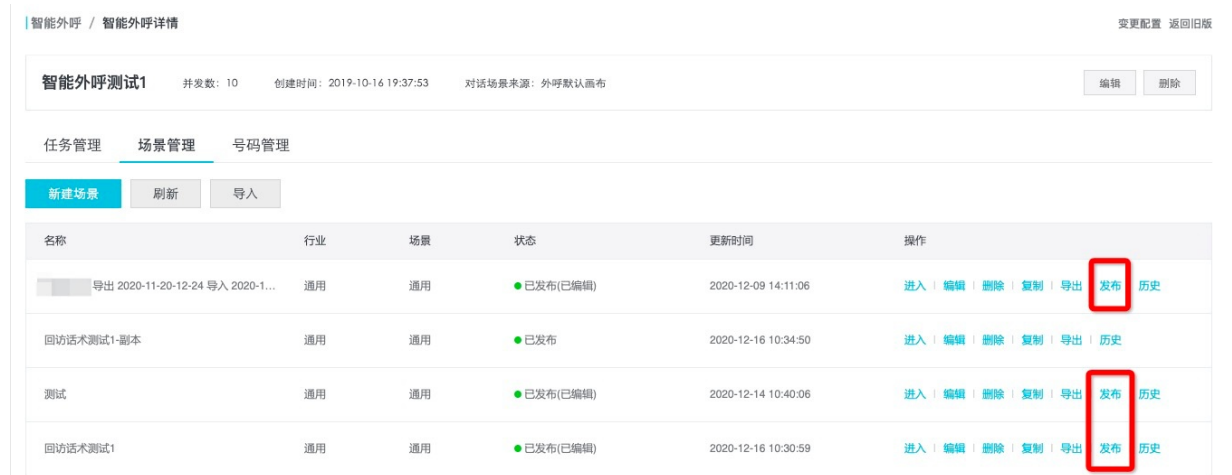 智能外呼 / 智能外呼详情 变更配置 返回旧版
智能外呼测试1 并发数：10 创建时间：2019-10-16 19:37:53 对话场景来源：外呼默认画布 编辑 删除
任务管理 场景管理 号码管理
新建场景 刷新 导入
名称 行业 场景 状态 更新时间 操作
导出 2020-11-20-12-24 导入 2020-1... 通用 通用 已发布(已编辑) 2020-12-09 14:11:06 进入 编辑 删除 复制 导出 发布 历史
回访话术测试1-副本 通用 通用 已发布 2020-12-16 10:34:50 进入 编辑 删除 复制 导出 历史
测试 通用 通用 已发布(已编辑) 2020-12-14 10:40:06 进入 编辑 删除 复制 导出 发布 历史
回访话术测试1 通用 通用 已发布(已编辑) 2020-12-16 10:30:59 进入 编辑 删除 复制 导出 发布 历史